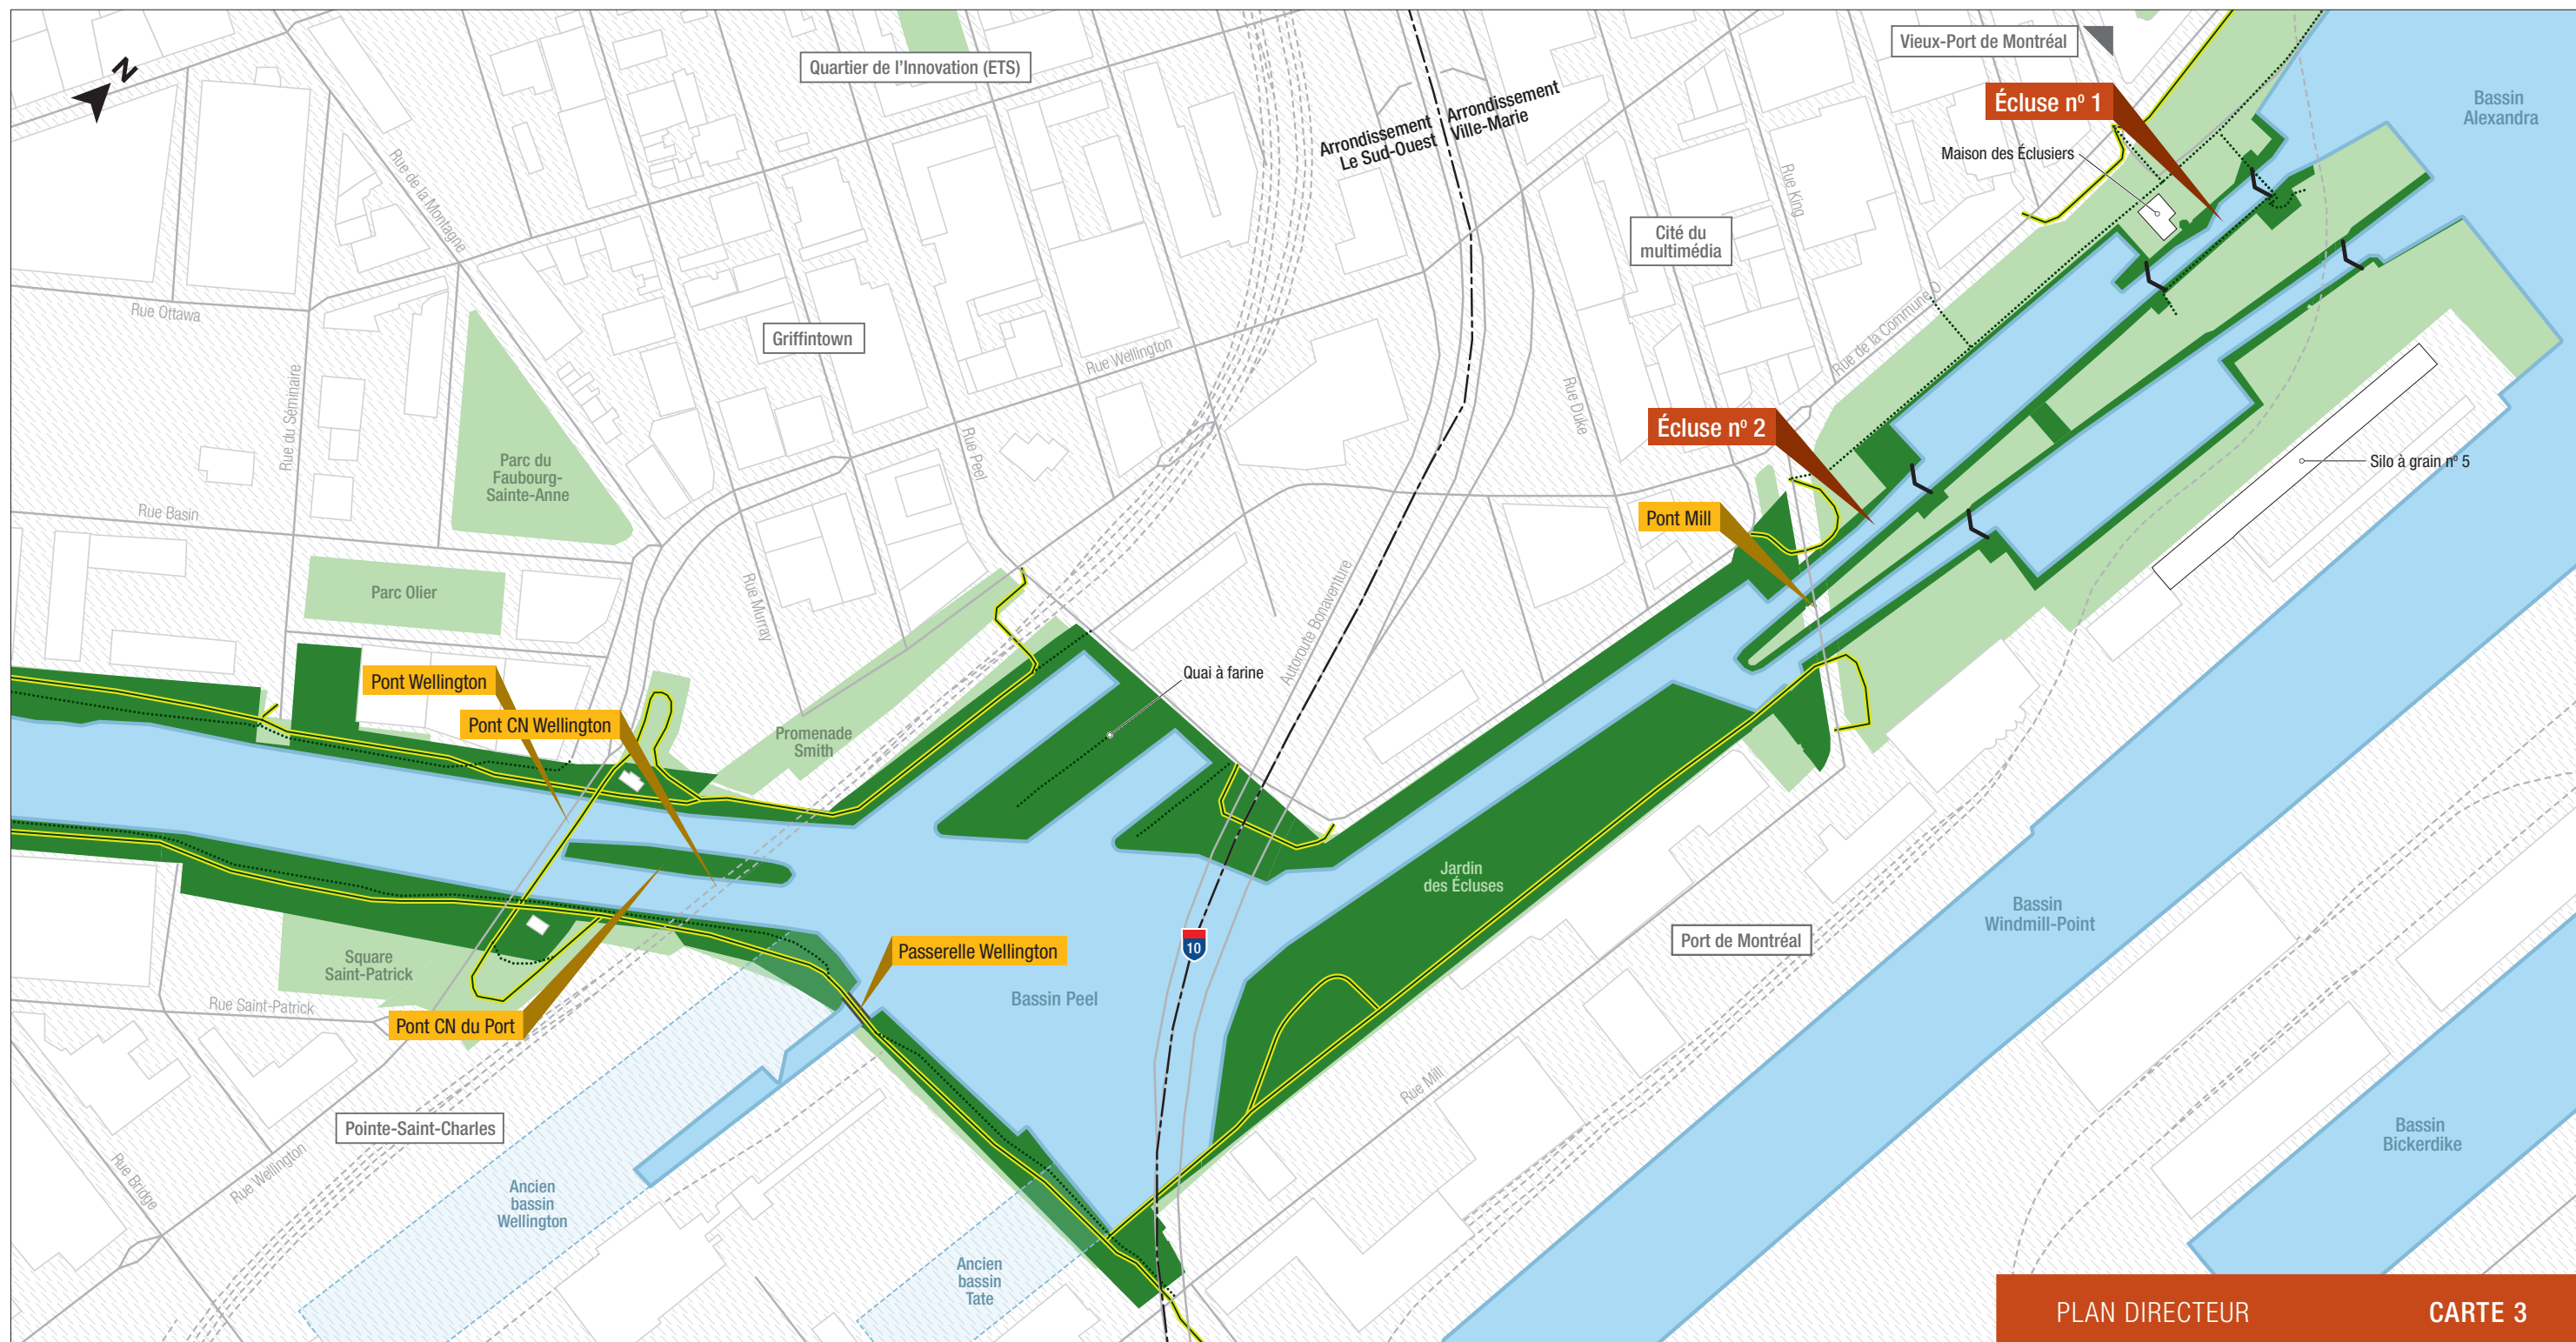 N
Quartier de l'Innovation (ETS)
Vieux-Port de Montréal
Écluse nº 1
Bassin
Alexandra
Arrondissement
Le Sud-Ouest
Arrondissement
Ville-Marie
Maison des Éclusiers
Rue de la Montagne
Rue King
Cité du
multimédia
Rue Ottawa
Griffintown
Rue Wellington
Rue de la Commune O
Rue du Séminaire
Rue Peel
Rue Duke
Écluse nº 2
Silo à grain nº 5
Parc du
Faubourg-
Sainte-Anne
Rue Basin
Pont Mill
Parc Olier
Rue Murray
Autoroute Bonaventure
Quai à farine
Pont Wellington
Pont CN Wellington
Promenade
Smith
Jardin
des Écluses
Bassin
Windmill-Point
Port de Montréal
10
Passerelle Wellington
Square
Saint-Patrick
Rue Saint-Patrick
Bassin Peel
Pont CN du Port
Rue Mill
Pointe-Saint-Charles
Bassin
Bickerdike
Rue Bridge
Rue Wellington
Ancien
bassin
Wellington
Ancien
bassin
Tate
PLAN DIRECTEUR
CARTE 3